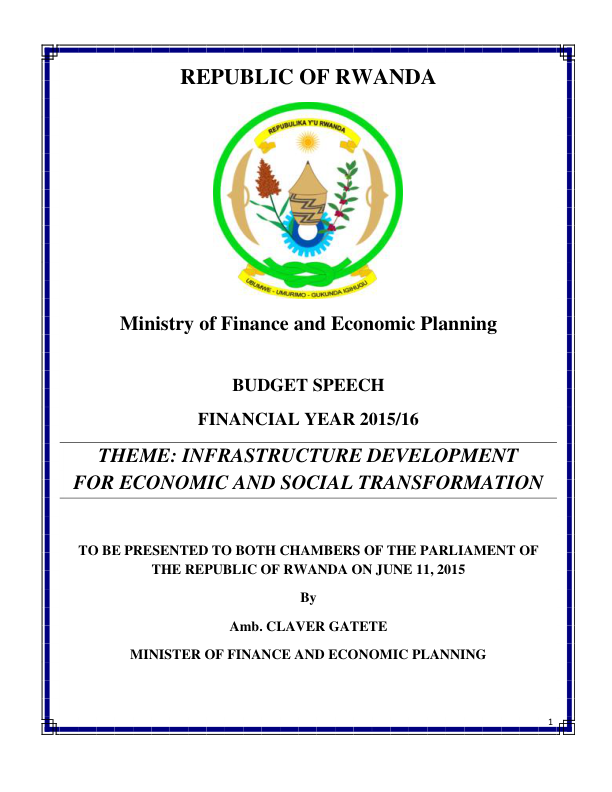 REPUBLIC OF RWANDA
REPUBULIKA Y'U RWANDA
UBUMWE - UMURIMO - GUKUNDA IGIHUGU
Ministry of Finance and Economic Planning
BUDGET SPEECH
FINANCIAL YEAR 2015/16
THEME: INFRASTRUCTURE DEVELOPMENT
FOR ECONOMIC AND SOCIAL TRANSFORMATION
TO BE PRESENTED TO BOTH CHAMBERS OF THE PARLIAMENT OF
THE REPUBLIC OF RWANDA ON JUNE 11, 2015
By
Amb. CLAVER GATETE
MINISTER OF FINANCE AND ECONOMIC PLANNING
1